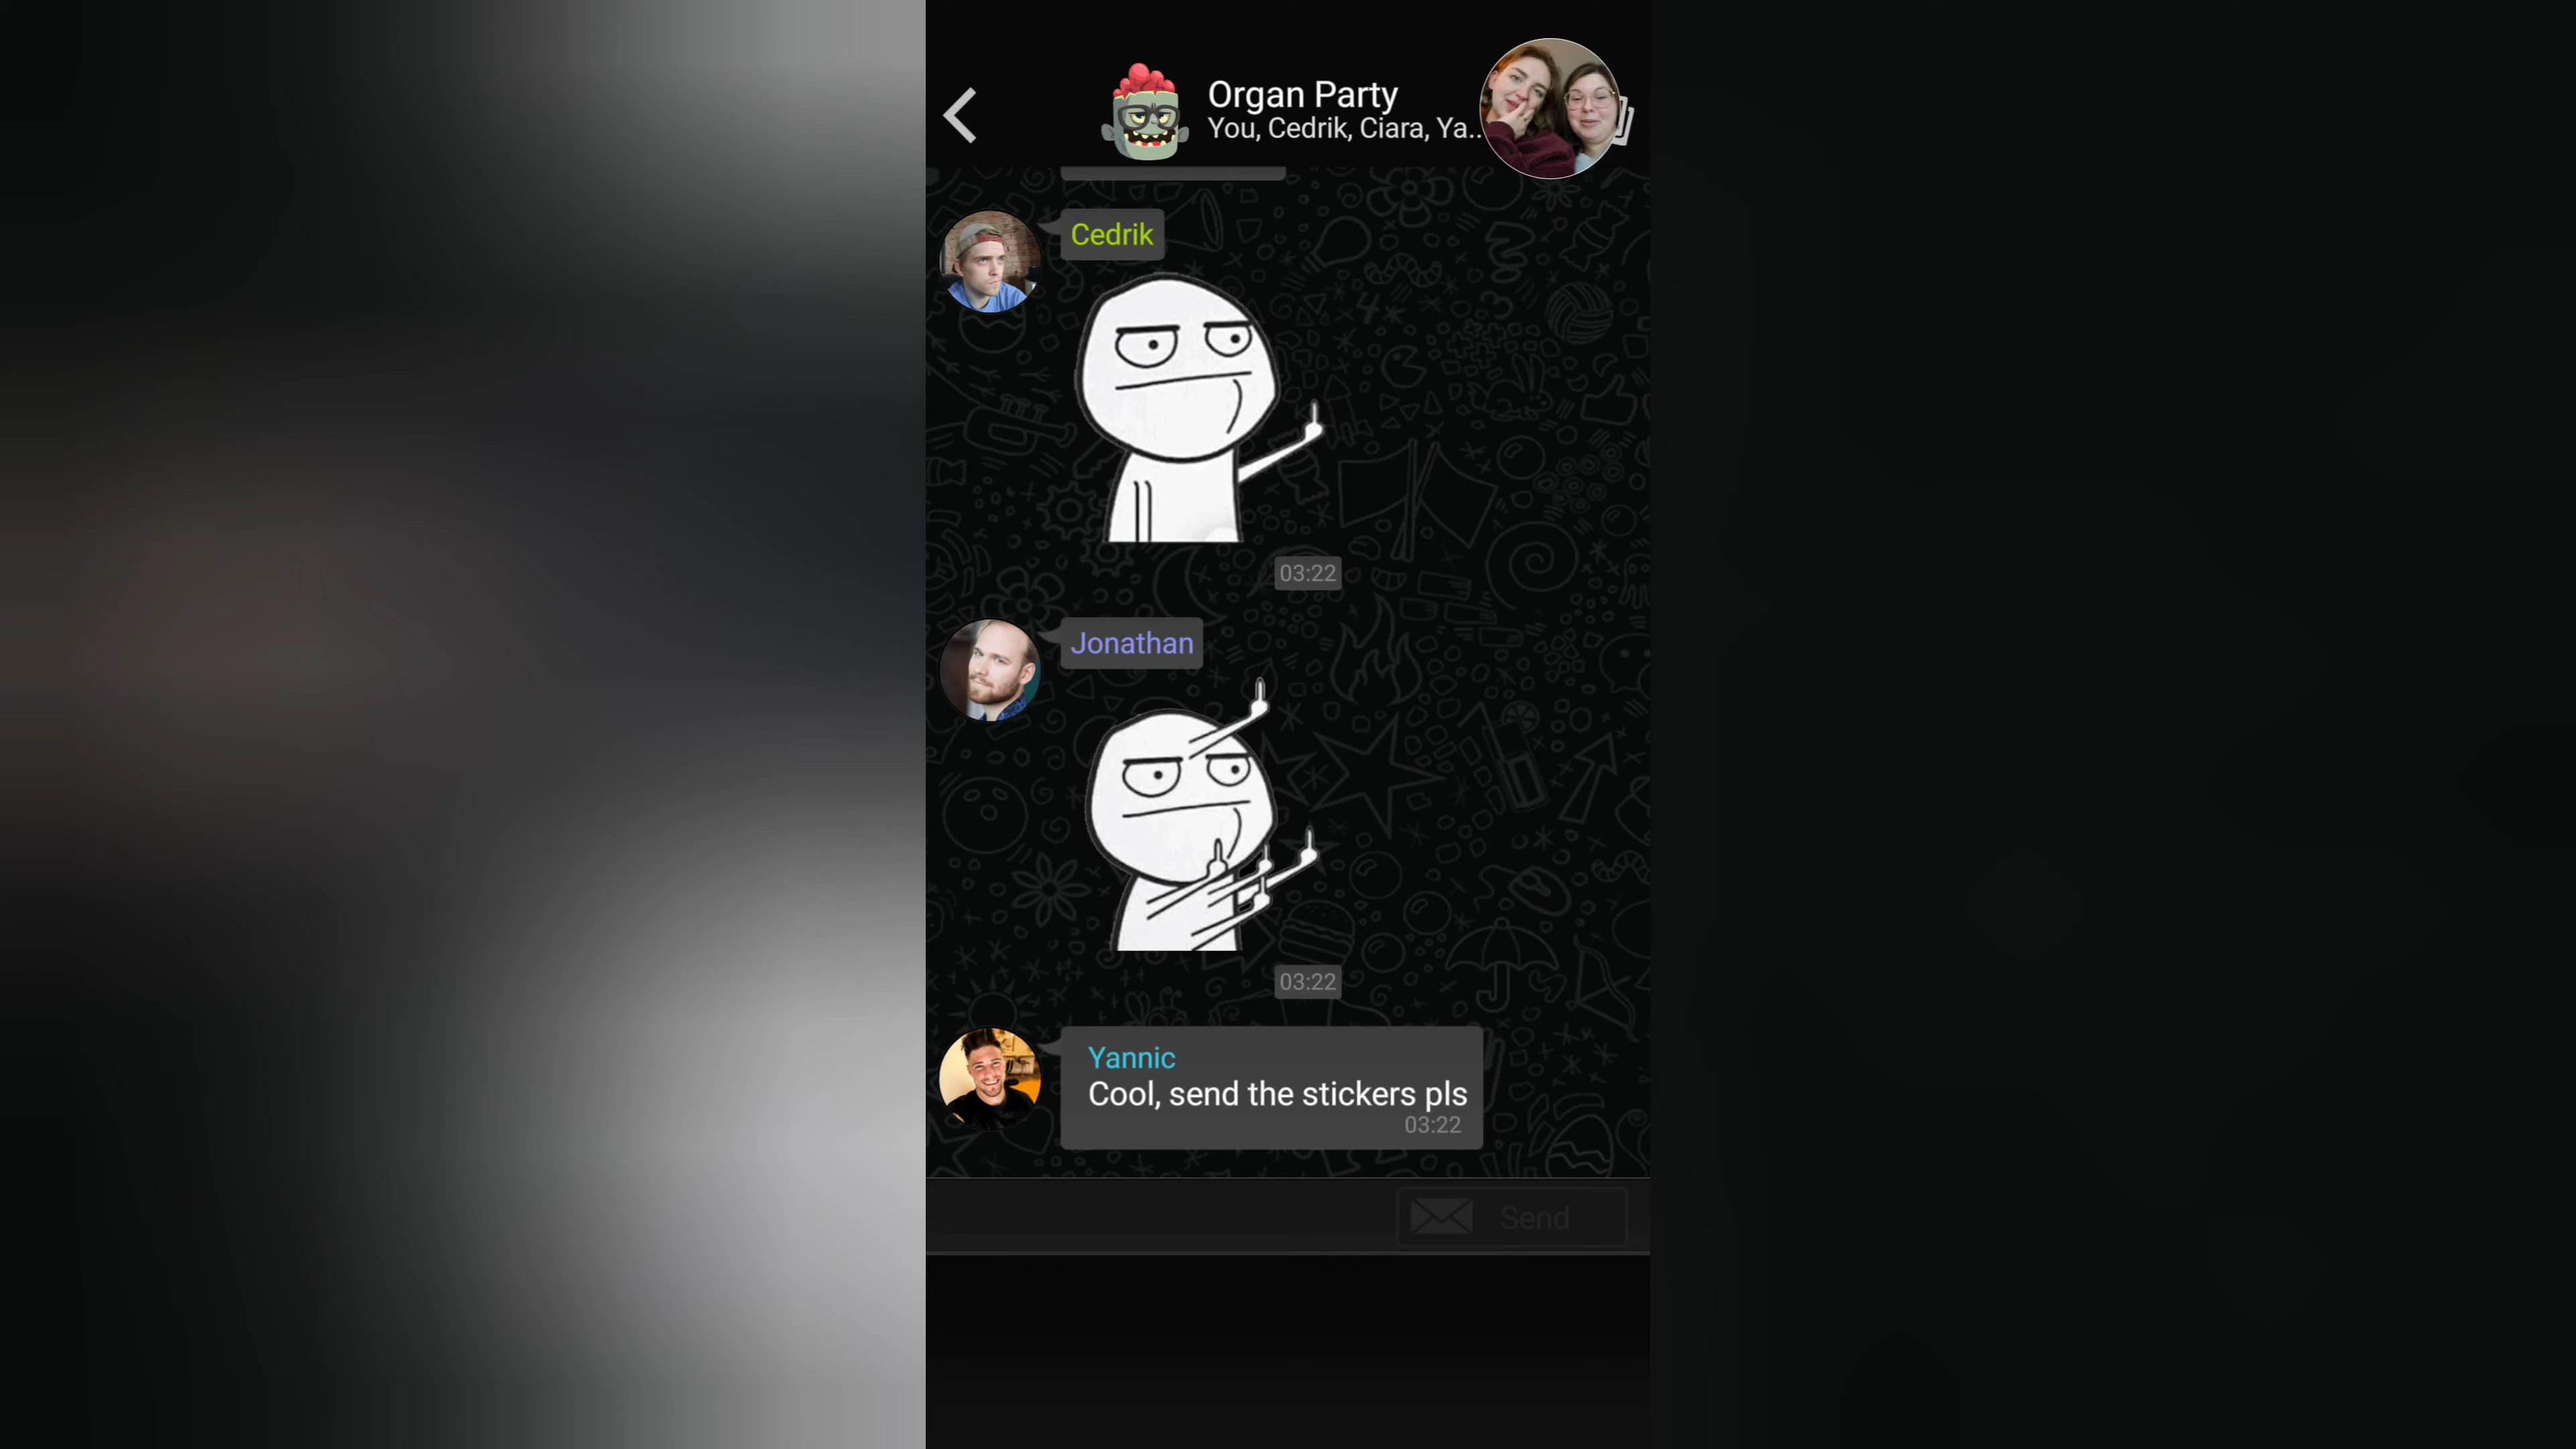 Organ Party
You, Cedrik, Ciara, Ya..
Cedrik
03:22
Jonathan
03:22
Yannic
Cool, send the stickers pls
03:22
Send